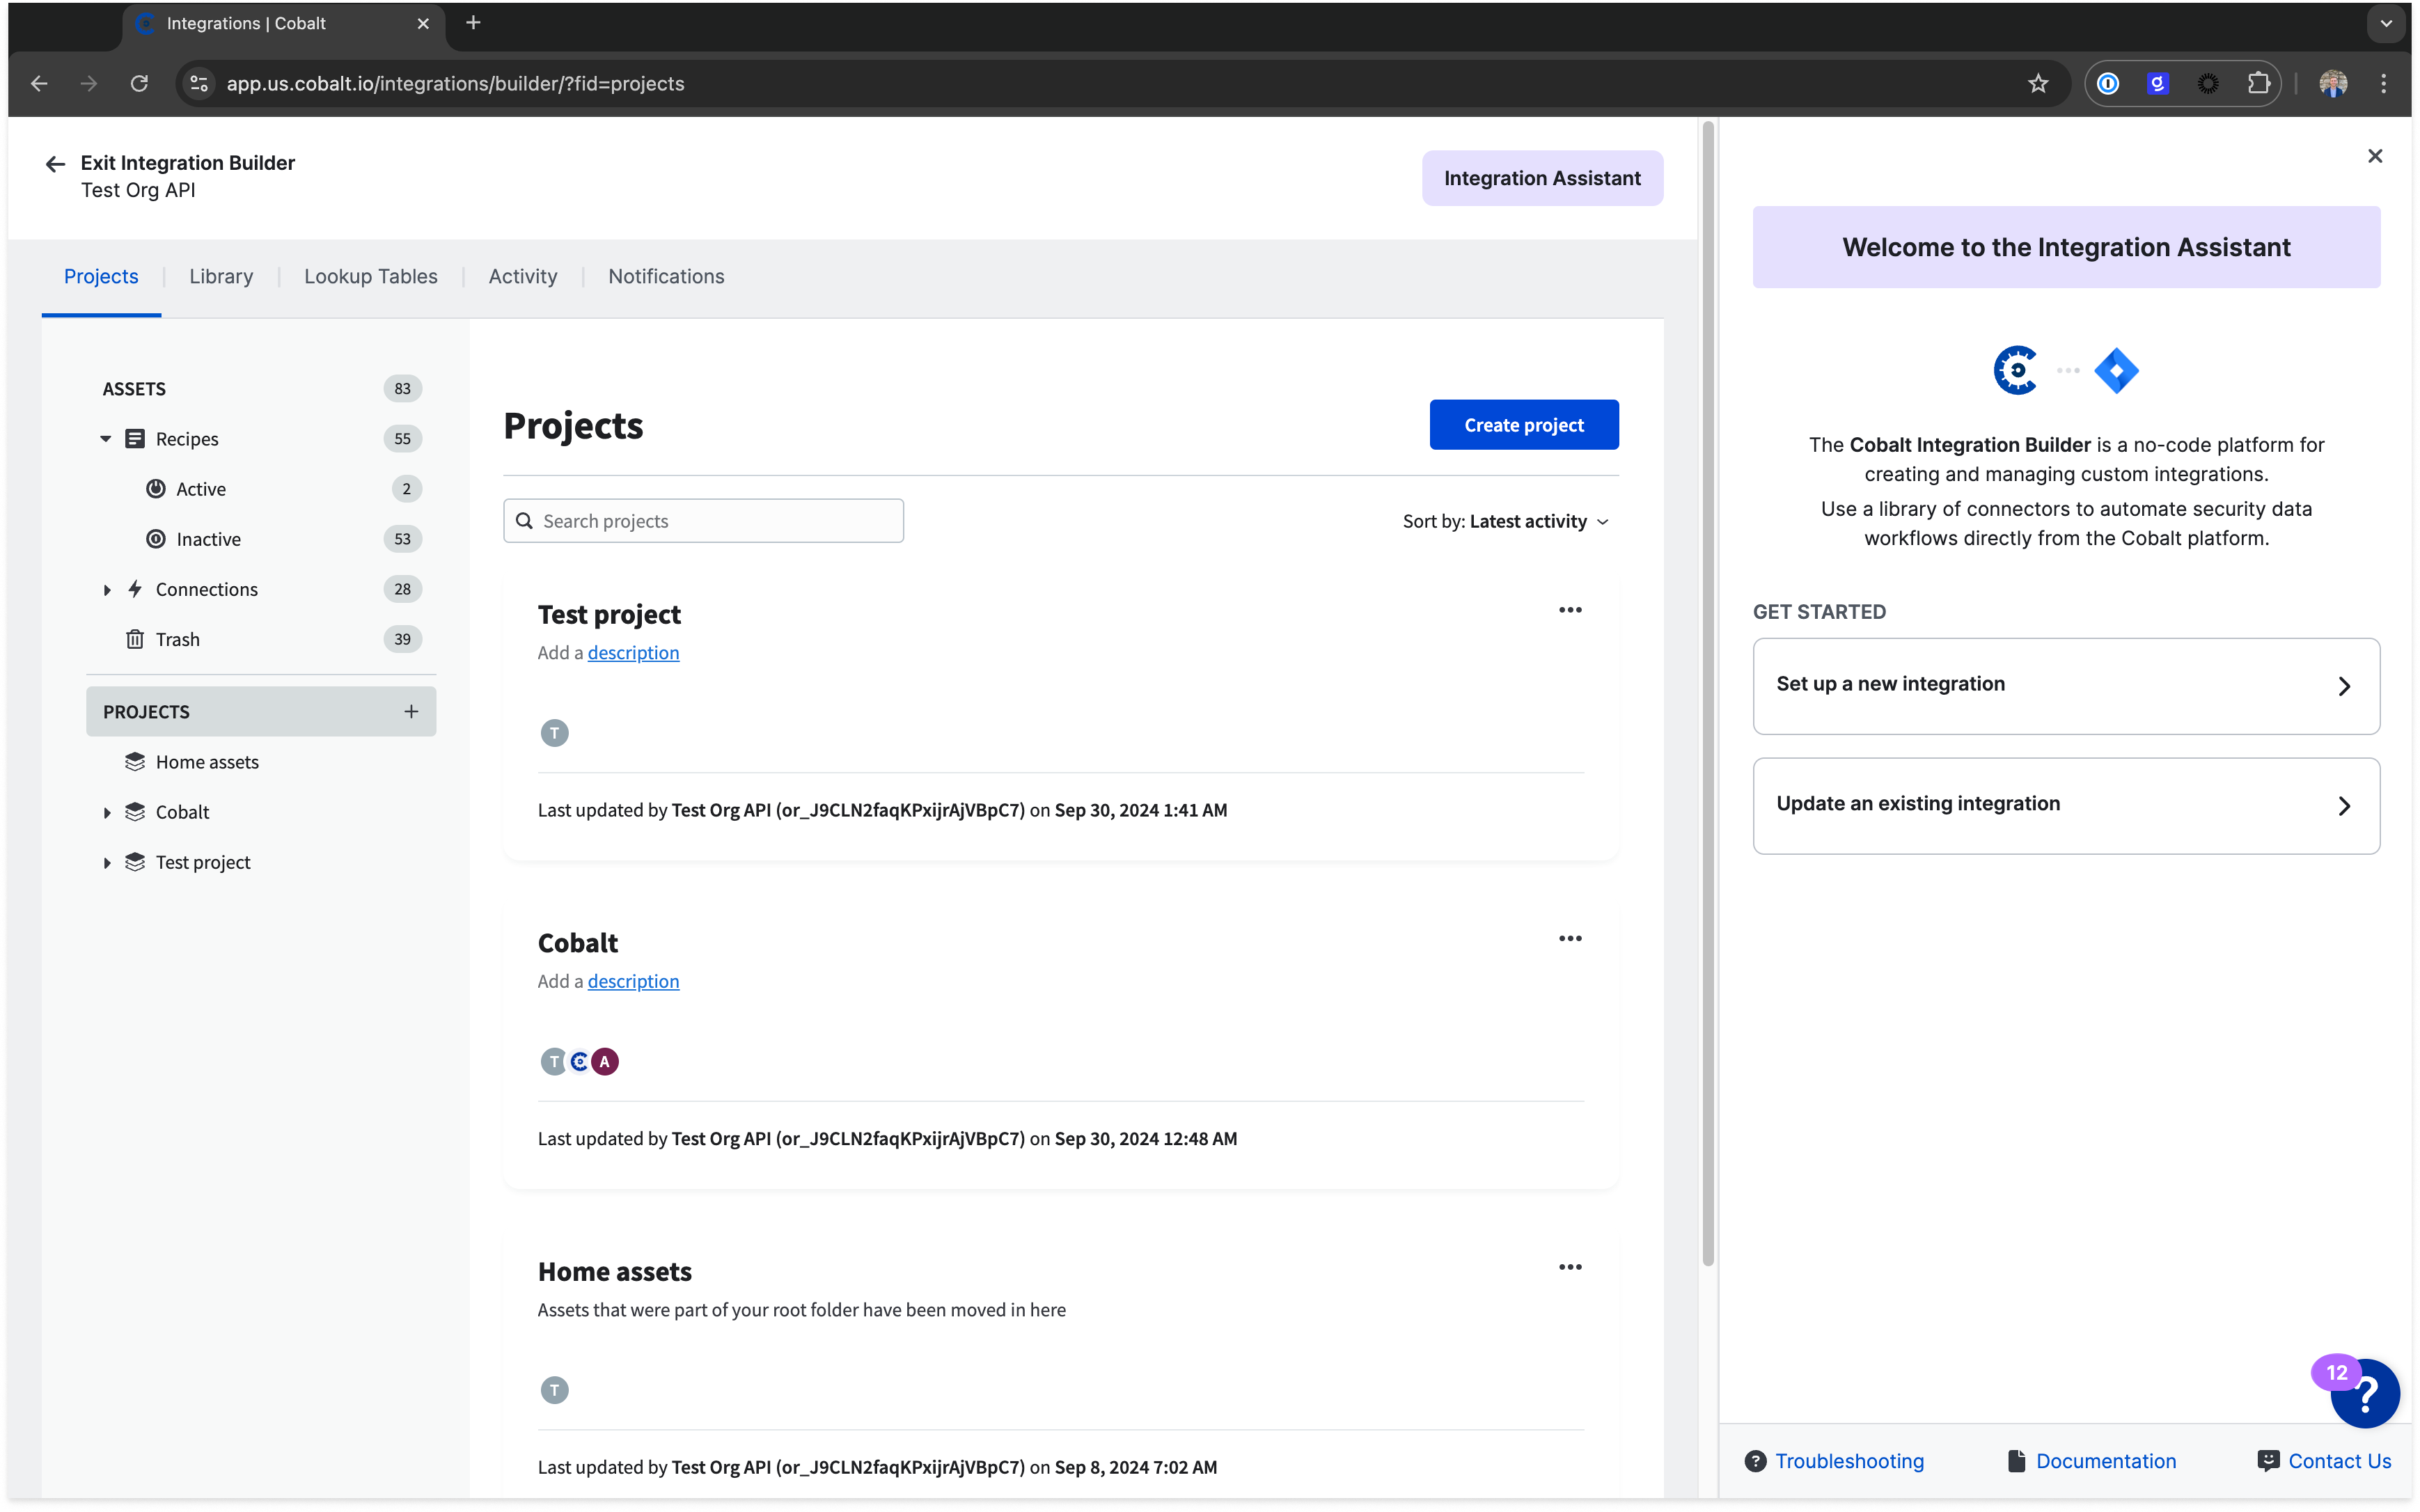 Integrations | Cobalt
app.us.cobalt.io/integrations/builder/?fid=projects
Exit Integration Builder
Test Org API
Integration Assistant
Projects
Library
Lookup Tables
Activity
Notifications
ASSETS
83
Recipes
55
Active
2
Inactive
53
Connections
28
Trash
39
PROJECTS
Home assets
Cobalt
Test project
Projects
Create project
Search projects
Sort by: Latest activity
Test project
Add a description
T
Last updated by Test Org API (or_J9CLN2faqKPxijrAjVBpC7) on Sep 30, 2024 1:41 AM
Cobalt
Add a description
T
A
Last updated by Test Org API (or_J9CLN2faqKPxijrAjVBpC7) on Sep 30, 2024 12:48 AM
Home assets
Assets that were part of your root folder have been moved in here
T
Last updated by Test Org API (or_J9CLN2faqKPxijrAjVBpC7) on Sep 8, 2024 7:02 AM
Welcome to the Integration Assistant
The Cobalt Integration Builder is a no-code platform for
creating and managing custom integrations.
Use a library of connectors to automate security data
workflows directly from the Cobalt platform.
GET STARTED
Set up a new integration
Update an existing integration
12
?
Troubleshooting
Documentation
Contact Us